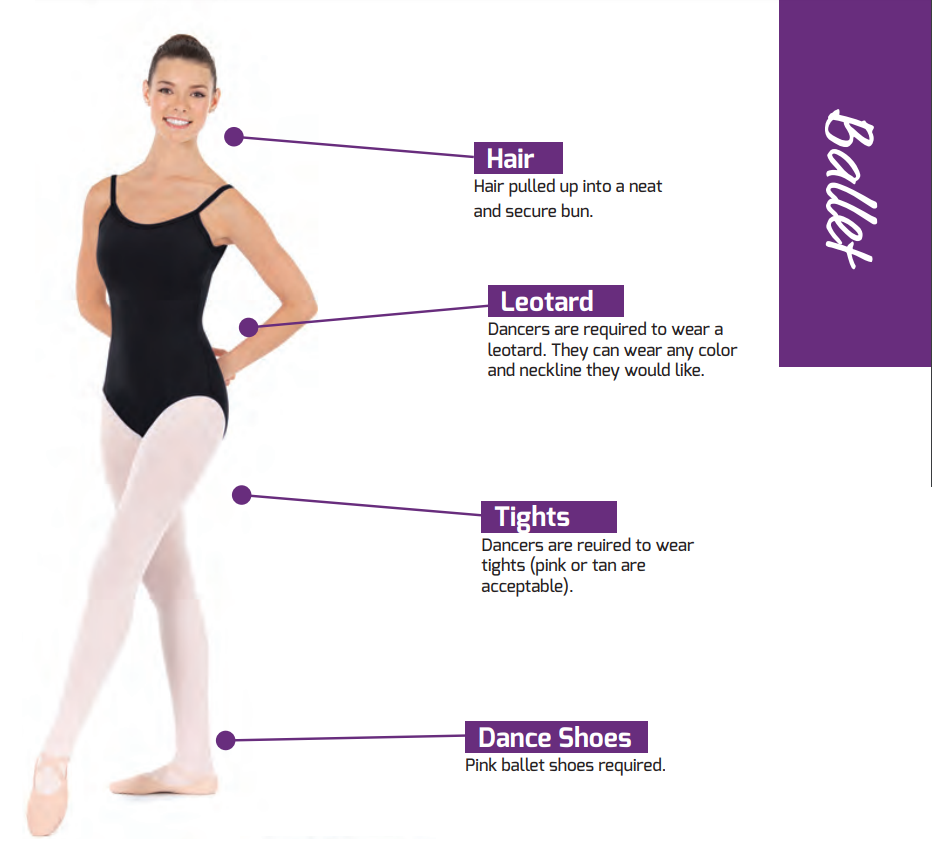 Ballet
Hair
Hair pulled up into a neat
and secure bun.
Leotard
Dancers are required to wear a
leotard. They can wear any color
and neckline they would like.
Tights
Dancers are reuired to wear
tights (pink or tan are
acceptable).
Dance Shoes
Pink ballet shoes required.